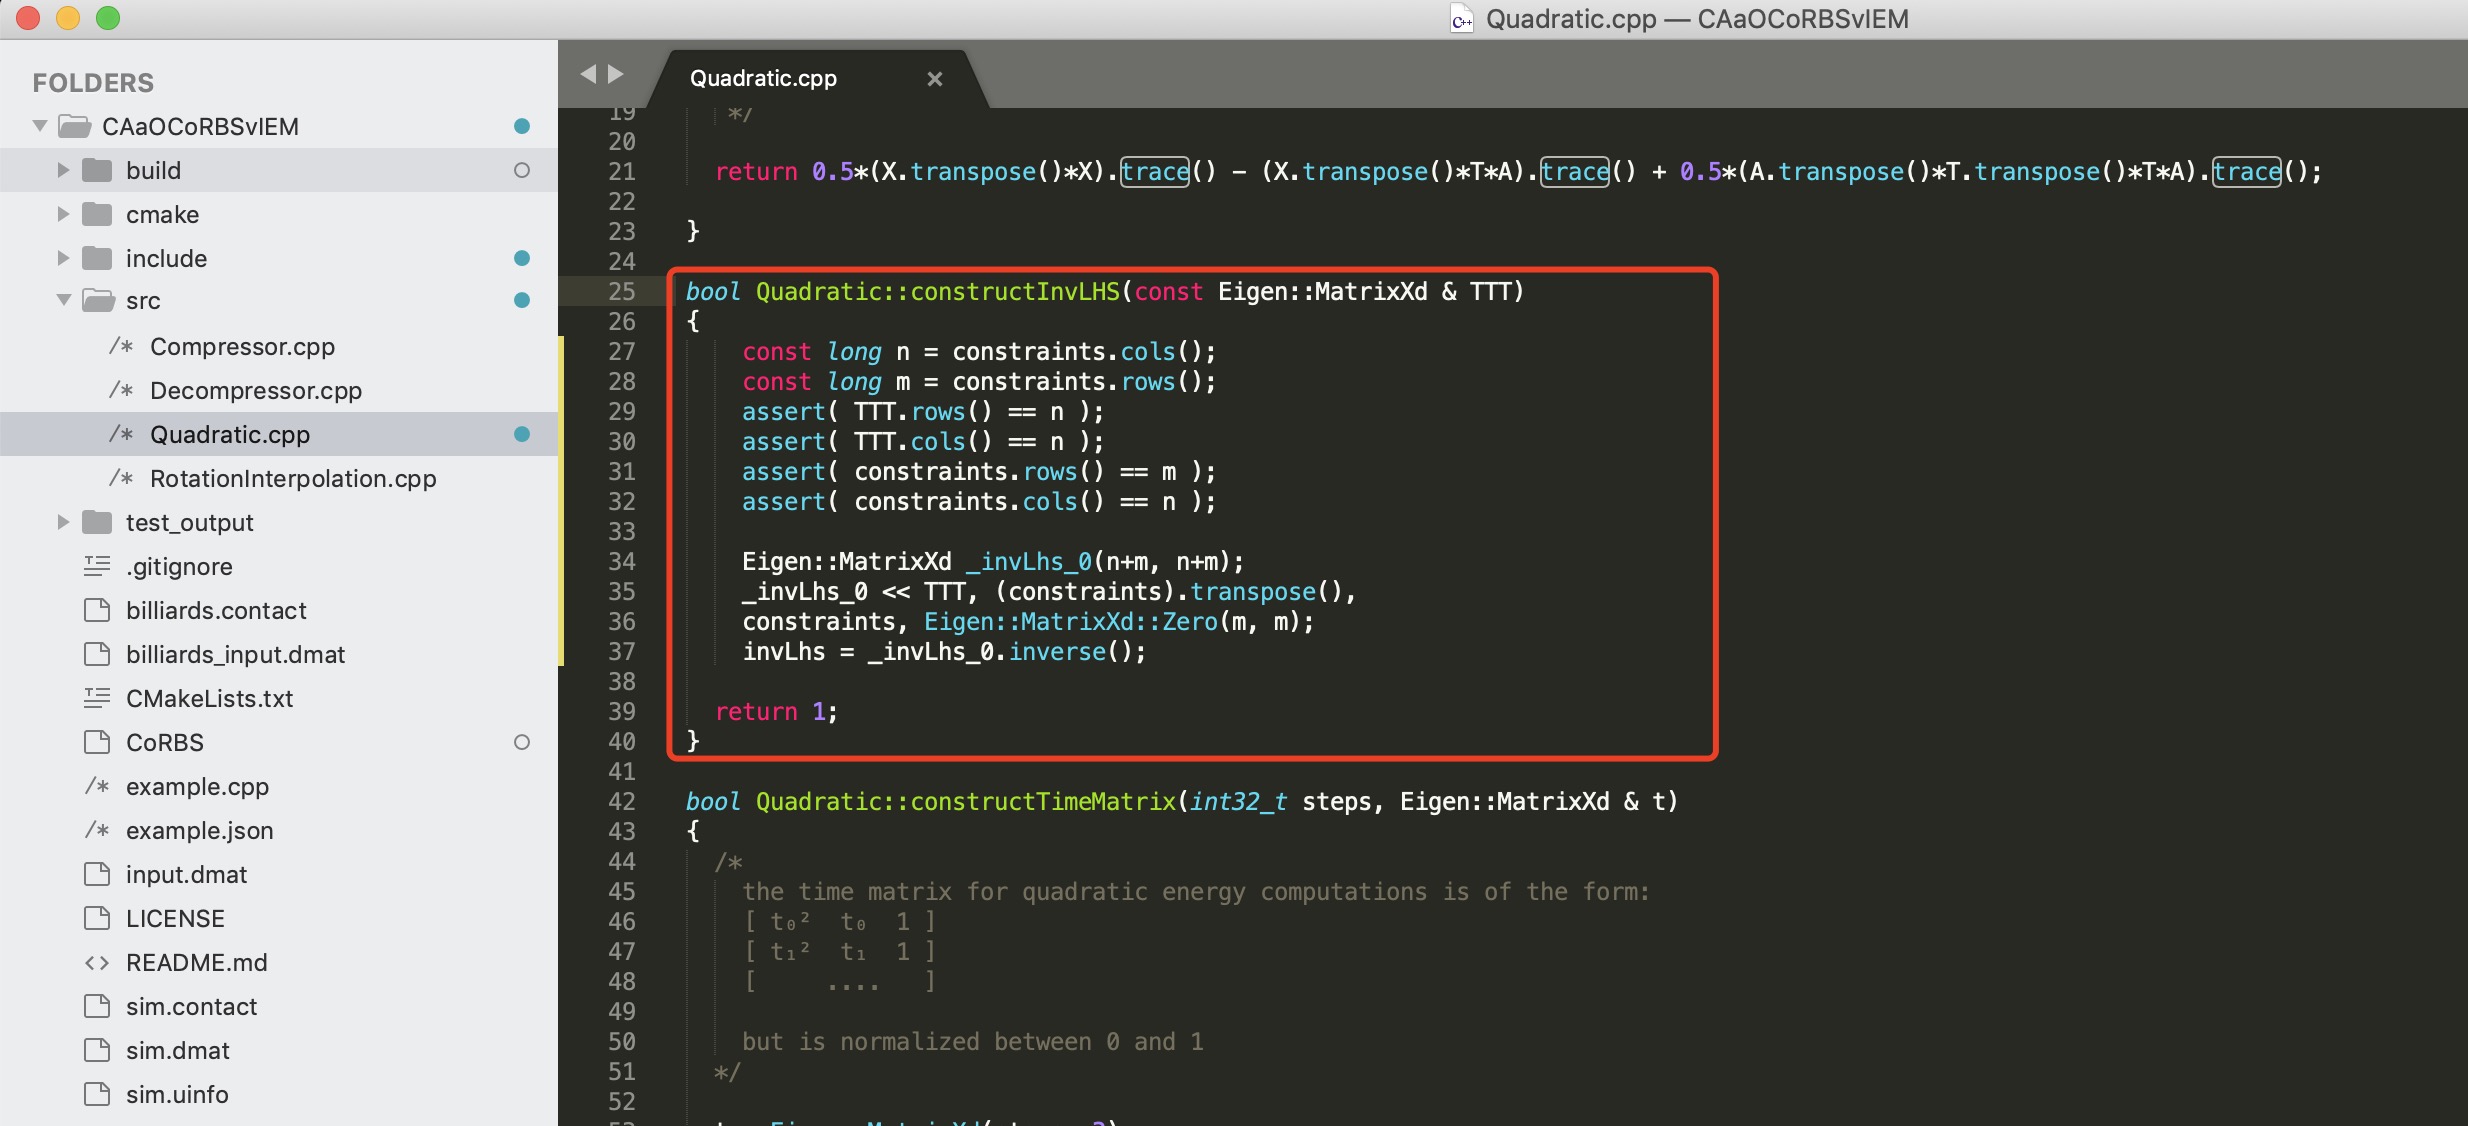 Quadratic.cpp — CAaOCoRBSvIEM
FOLDERS
CAaOCoRBSvIEM
build
cmake
include
src
/* Compressor.cpp
/* Decompressor.cpp
/* Quadratic.cpp
/* RotationInterpolation.cpp
test_output
.gitignore
billiards.contact
billiards_input.dmat
CMakeLists.txt
CoRBS
/* example.cpp
/* example.json
input.dmat
LICENSE
<> README.md
sim.contact
sim.dmat
sim.uinfo
Quadratic.cpp ×
19 */
20
21 return 0.5*(X.transpose()*X).trace() - (X.transpose()*T*A).trace() + 0.5*(A.transpose()*T.transpose()*T*A).trace();
22
23 }
24
25 bool Quadratic::constructInvLHS(const Eigen::MatrixXd & TTT)
26 {
27 const long n = constraints.cols();
28 const long m = constraints.rows();
29 assert( TTT.rows() == n );
30 assert( TTT.cols() == n );
31 assert( constraints.rows() == m );
32 assert( constraints.cols() == n );
33
34 Eigen::MatrixXd _invLhs_0(n+m, n+m);
35 _invLhs_0 << TTT, (constraints).transpose(),
36 constraints, Eigen::MatrixXd::Zero(m, m);
37 invLhs = _invLhs_0.inverse();
38
39 return 1;
40 }
41
42 bool Quadratic::constructTimeMatrix(int32_t steps, Eigen::MatrixXd & t)
43 {
44 /*
45 the time matrix for quadratic energy computations is of the form:
46 [ t₀² t₀ 1 ]
47 [ t₁² t₁ 1 ]
48 [ .... ]
49
50 but is normalized between 0 and 1
51 */
52